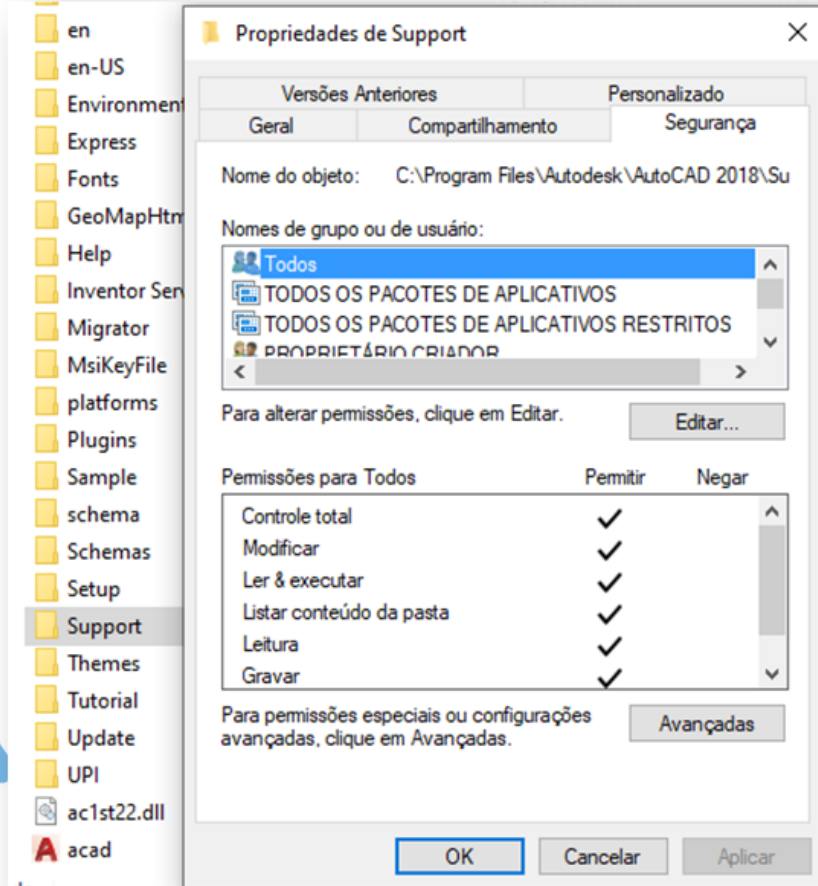 en
en-US
Environment
Express
Fonts
GeoMapHtm
Help
Inventor Serv
Migrator
MsiKeyFile
platforms
Plugins
Sample
schema
Schemas
Setup
Support
Themes
Tutorial
Update
UPI
ac1st22.dll
acad
Propriedades de Support
Versões Anteriores Personalizado
Geral Compartilhamento Segurança
Nome do objeto: C:\Program Files\Autodesk\AutoCAD 2018\Su
Nomes de grupo ou de usuário:
Todos
TODOS OS PACOTES DE APLICATIVOS
TODOS OS PACOTES DE APLICATIVOS RESTRITOS
PROPRIETÁRIO CRIADOR
Para alterar permissões, clique em Editar.
Editar...
Permissões para Todos Permitir Negar
Controle total
Modificar
Ler & executar
Listar conteúdo da pasta
Leitura
Gravar
Para permissões especiais ou configurações
avançadas, clique em Avançadas.
Avançadas
OK Cancelar Aplicar